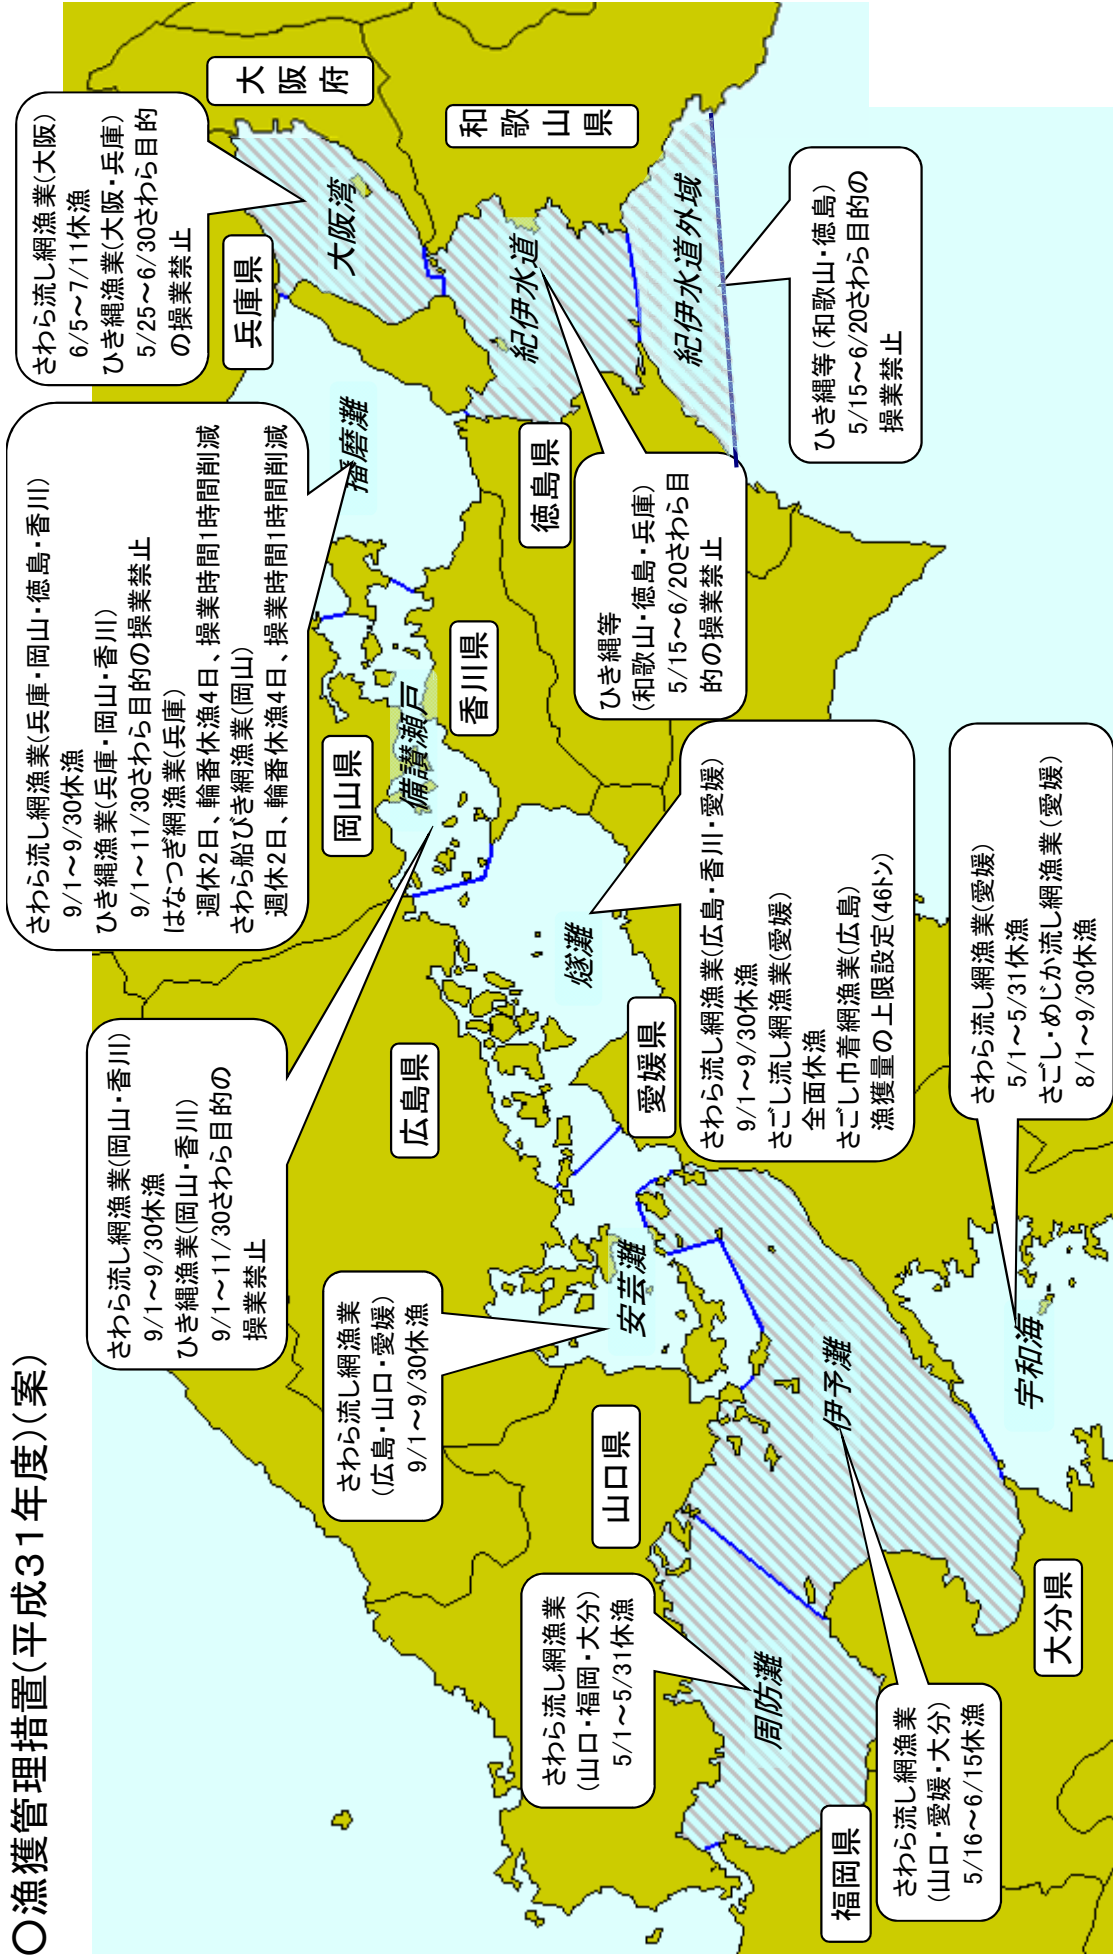 ○漁獲管理措置(平成31年度)(案)
さわら流し網漁業(大阪)
6/5～7/11休漁
ひき縄漁業(大阪・兵庫)
5/25～6/30さわら目的
の操業禁止
大阪府
和歌山県
兵庫県
大阪湾
紀伊水道
紀伊水道外域
ひき縄等(和歌山・徳島)
5/15～6/20さわら目的の
操業禁止
さわら流し網漁業(兵庫・岡山・徳島・香川)
9/1～9/30休漁
ひき縄漁業(兵庫・岡山・香川)
9/1～11/30さわら目的の操業禁止
はなつぎ網漁業(兵庫)
週休2日、輪番休漁4日、操業時間1時間削減
さわら船びき網漁業(岡山)
週休2日、輪番休漁4日、操業時間1時間削減
播磨灘
徳島県
ひき縄等
(和歌山・徳島・兵庫)
5/15～6/20さわら目
的の操業禁止
岡山県
備讃瀬戸
香川県
さわら流し網漁業(岡山・香川)
9/1～9/30休漁
ひき縄漁業(岡山・香川)
9/1～11/30さわら目的の
操業禁止
広島県
燧灘
愛媛県
さわら流し網漁業(広島・香川・愛媛)
9/1～9/30休漁
さごし流し網漁業(愛媛)
全面休漁
さごし巾着網漁業(広島)
漁獲量の上限設定(46トン)
さわら流し網漁業(愛媛)
5/1～5/31休漁
さごし・めじか流し網漁業(愛媛)
8/1～9/30休漁
さわら流し網漁業
(広島・山口・愛媛)
9/1～9/30休漁
安芸灘
山口県
伊予灘
宇和海
さわら流し網漁業
(山口・福岡・大分)
5/1～5/31休漁
周防灘
大分県
福岡県
さわら流し網漁業
(山口・愛媛・大分)
5/16～6/15休漁